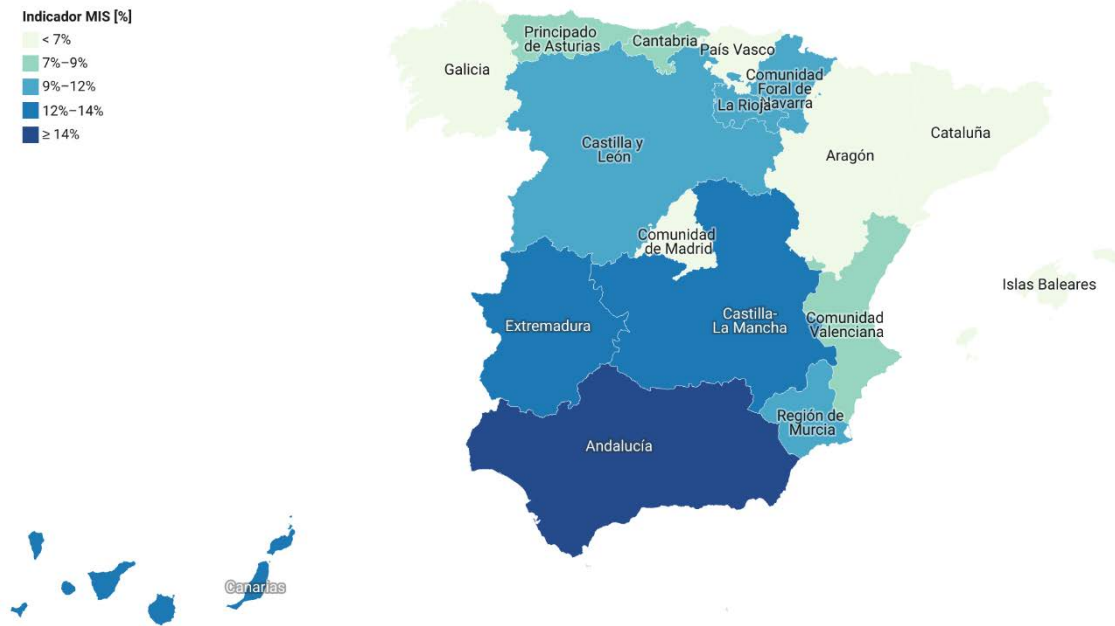 Indicador MIS [%]
< 7%
7%–9%
9%–12%
12%–14%
≥ 14%
Principado
de Asturias
Cantabria
País Vasco
Galicia
Comunidad
Foral de
Navarra
La Rioja
Castilla y
León
Cataluña
Aragón
Comunidad
de Madrid
Islas Baleares
Extremadura
Castilla-
La Mancha
Comunidad
Valenciana
Región de
Murcia
Andalucía
Canarias